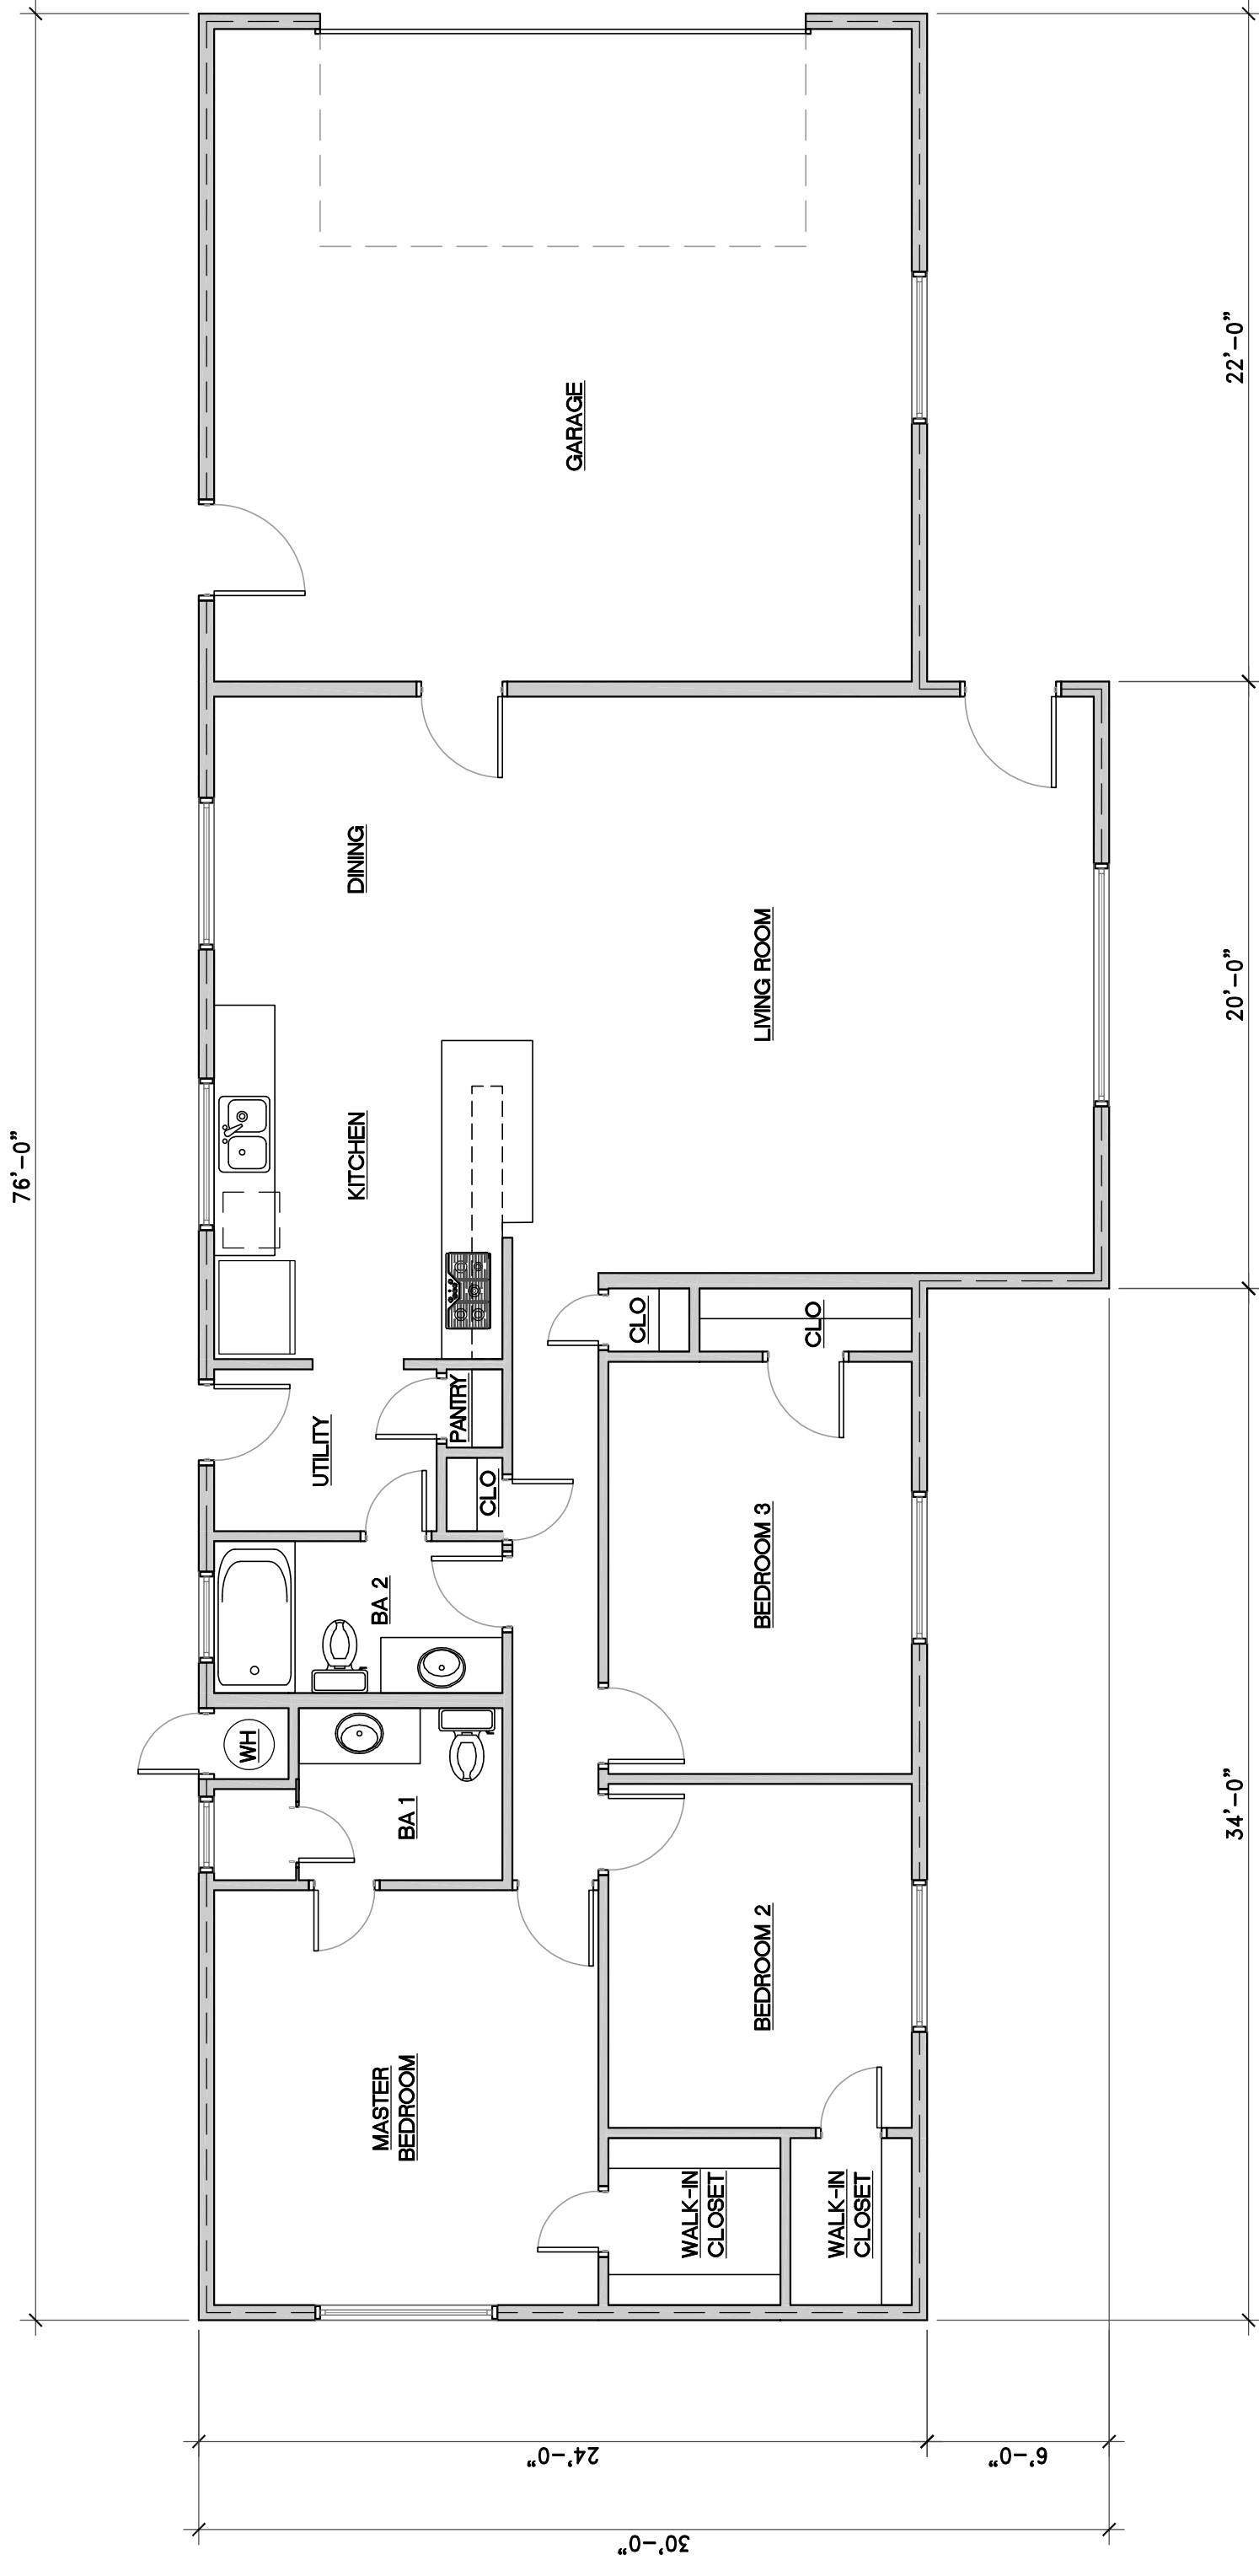 76'-0"
GARAGE
22'-0"
DINING
LIVING ROOM
20'-0"
KITCHEN
CLO
CLO
PANTRY
UTILITY
CLO
BEDROOM 3
BA 2
WH
BA 1
34'-0"
BEDROOM 2
MASTER
BEDROOM
WALK-IN
CLOSET
WALK-IN
CLOSET
24'-0"
6'-0"
30'-0"